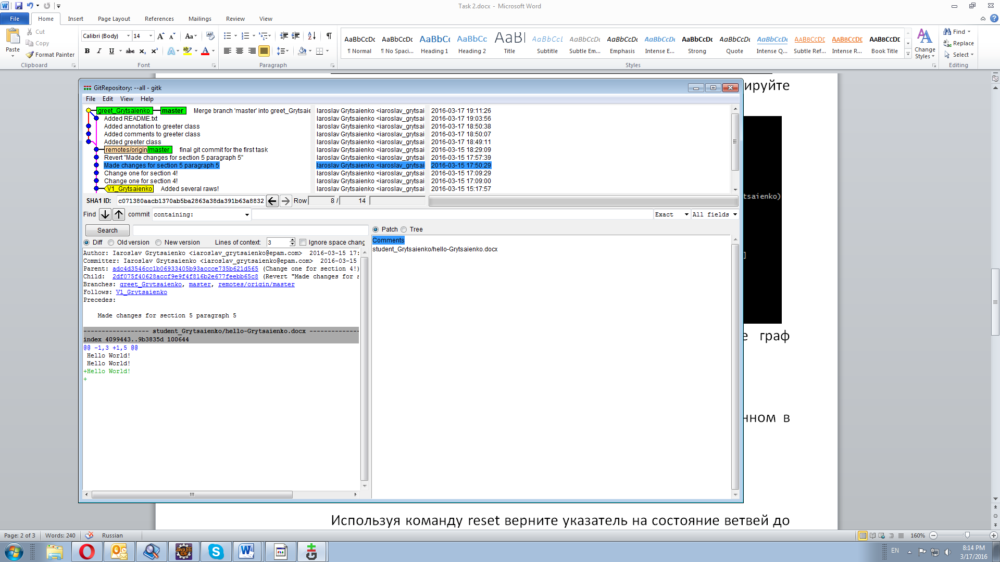 Task 2.docx - Microsoft Word
File Home Insert Page Layout References Mailings Review View
Paste
Cut
Copy
Format Painter
Clipboard
Calibri (Body) 14
Font
Paragraph
AaBbCcDc AaBbCcDc AaBbCc AaBbCc AaBl AaBbCcL AaBbCcDc AaBbCcDc AaBbCcDc AaBbCcDc AaBbCcDc AaBbCcDc AABBCCDE AABBCCDE AABBCCDE
¶ Normal ¶ No Spaci... Heading 1 Heading 2 Title Subtitle Subtle Em... Emphasis Intense E... Strong Quote Intense Q... Subtle Ref... Intense R... Book Title
Styles
Change Styles
Find
Replace
Select
Editing
ируйте
GitRepository: --all - gitk
File Edit View Help
greet_Grytsaienko master Merge branch 'master' into greet_Grytsaie Iaroslav Grytsaienko <iaroslav_grytsai 2016-03-17 19:11:26
Added README.txt Iaroslav Grytsaienko <iaroslav_grytsai 2016-03-17 19:03:56
Added annotation to greeter class Iaroslav Grytsaienko <iaroslav_grytsai 2016-03-17 18:50:38
Added comments to greeter class Iaroslav Grytsaienko <iaroslav_grytsai 2016-03-17 18:50:07
Added greeter class Iaroslav Grytsaienko <iaroslav_grytsai 2016-03-17 18:49:11
remotes/origin/master final git commit for the first task Iaroslav Grytsaienko <iaroslav_grytsai 2016-03-15 18:29:09
Revert "Made changes for section 5 paragraph 5" Iaroslav Grytsaienko <iaroslav_grytsai 2016-03-15 17:57:39
Made changes for section 5 paragraph 5 Iaroslav Grytsaienko <iaroslav_grytsai 2016-03-15 17:50:29
Change one for section 4! Iaroslav Grytsaienko <iaroslav_grytsai 2016-03-15 17:09:29
Change one for section 4! Iaroslav Grytsaienko <iaroslav_grytsai 2016-03-15 17:09:00
V1_Grytsaienko Added several raws! Iaroslav Grytsaienko <iaroslav_grytsai 2016-03-15 15:17:57
SHA1 ID: c071380aacb1370ab5ba2863a38da391b63a8832 Row 8 / 14
tsaienko)
Find commit containing: Exact All fields
Search Patch Tree
Diff Old version New version Lines of context: 3 Ignore space chang
Comments
student_Grytsaienko/hello-Grytsaienko.docx
Author: Iaroslav Grytsaienko <iaroslav_grytsaienko@epam.com> 2016-03-15 17:
Committer: Iaroslav Grytsaienko <iaroslav_grytsaienko@epam.com> 2016-03-15
Parent: adc4d3546cc1b06933405b93accce735b621d565 (Change one for section 4!)
Child: 2df075f40628accf9e9f4f816b2e677feebb65c8 (Revert "Made changes for s
Branches: greet_Grytsaienko, master, remotes/origin/master
Follows: V1_Grytsaienko
Precedes:
Made changes for section 5 paragraph 5
------------------ student_Grytsaienko/hello-Grytsaienko.docx --------------
index 4099443..9b3835d 100644
@@ -1,3 +1,5 @@
Hello World!
Hello World!
+Hello World!
+
]
е граф
нном в
Используя команду reset верните указатель на состояние ветвей до
Page: 2 of 3 Words: 240 Russian 160%
Java EE IDE
EN
8:14 PM
3/17/2016